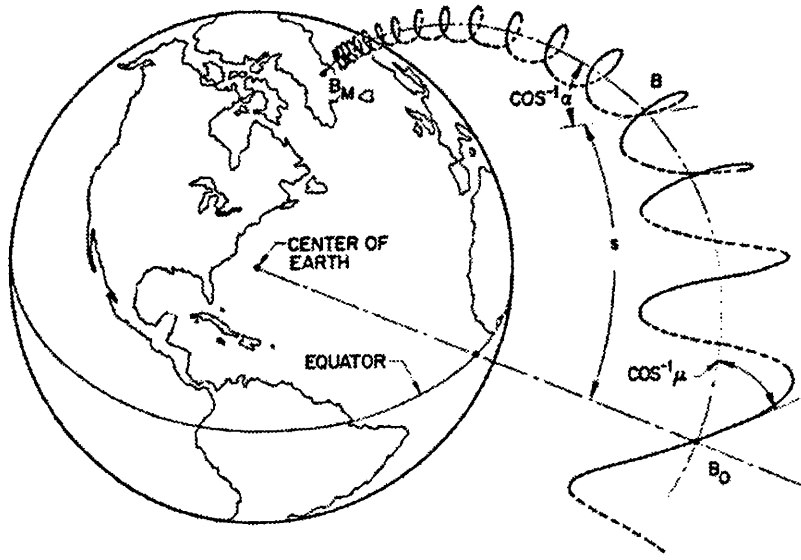 B_M
COS⁻¹α
B
S
CENTER OF
EARTH
EQUATOR
COS⁻¹μ
B_O